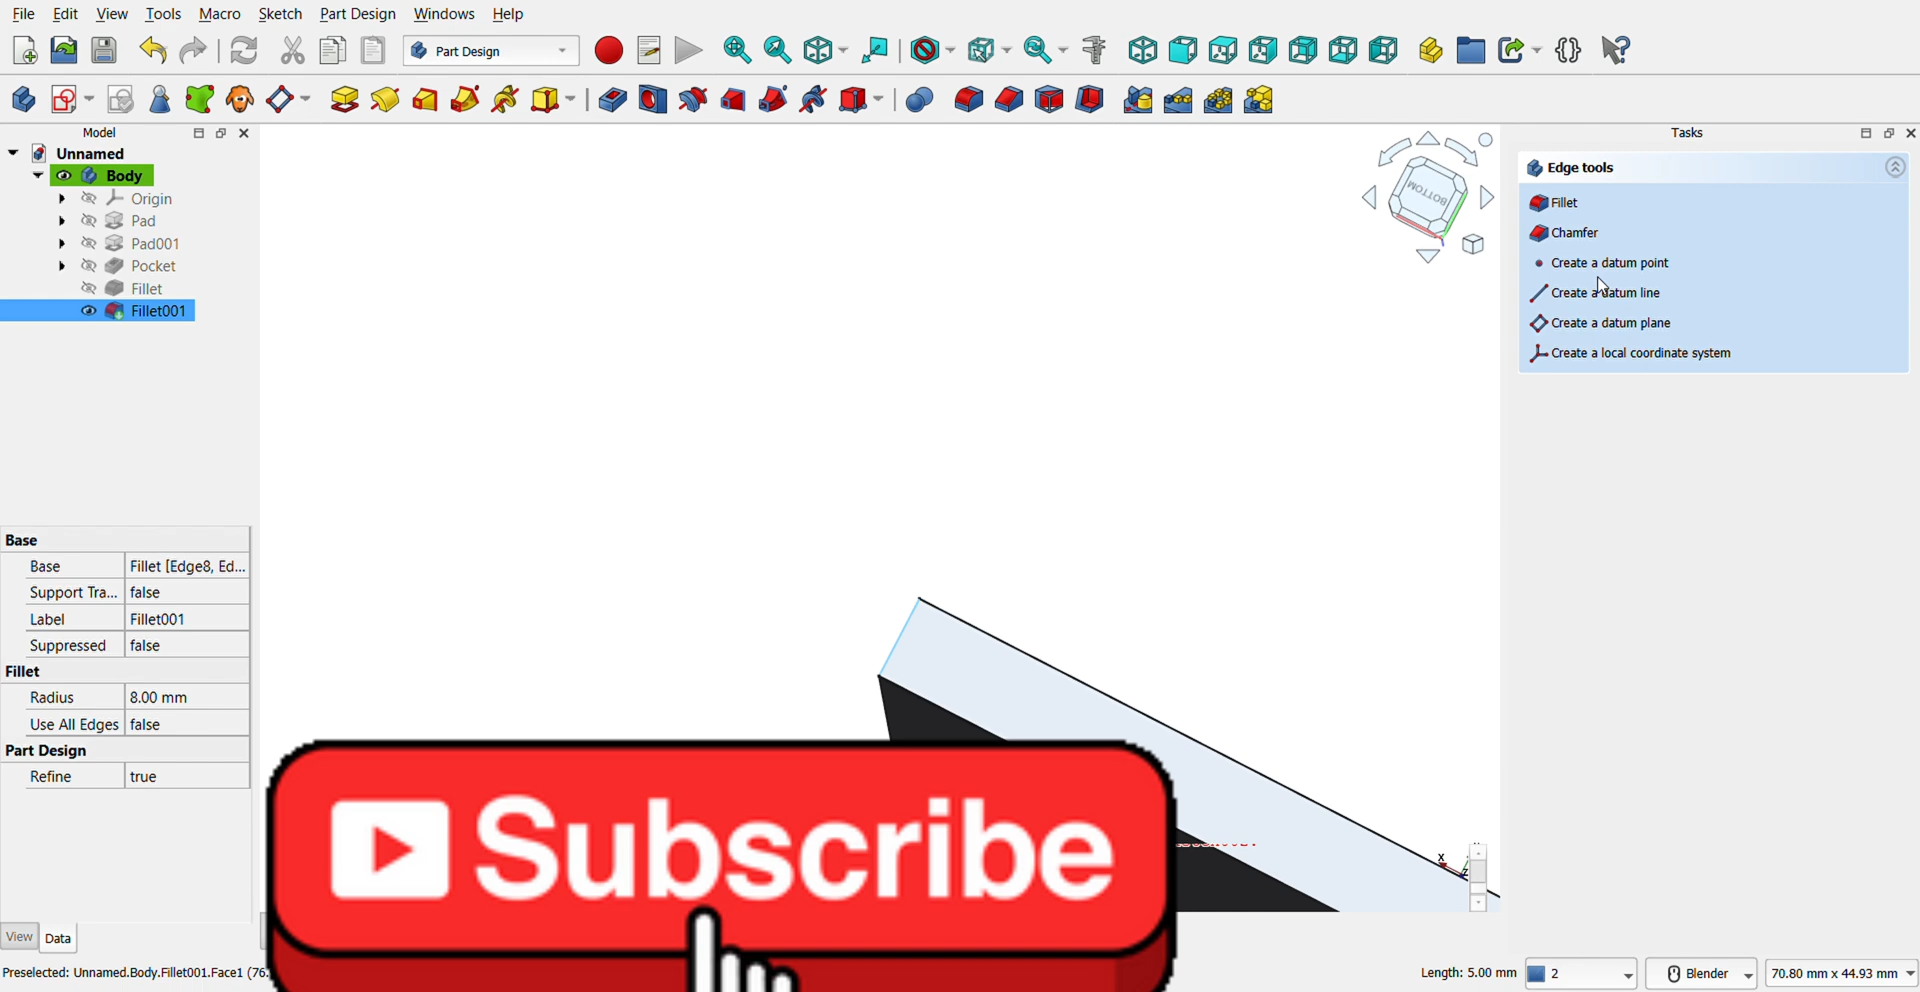 File Edit View Tools Macro Sketch Part Design Windows Help
Part Design
Model
Unnamed
Body
Origin
Pad
Pad001
Pocket
Fillet
Fillet001
Base
Base Fillet [Edge8, Ed...
Support Tra... false
Label Fillet001
Suppressed false
Fillet
Radius 8.00 mm
Use All Edges false
Part Design
Refine true
View Data
BOTTOM
X
Z
Subscribe
Tasks
Edge tools
Fillet
Chamfer
Create a datum point
Create a datum line
Create a datum plane
Create a local coordinate system
Preselected: Unnamed.Body.Fillet001.Face1 (76.
Length: 5.00 mm 2 Blender 70.80 mm x 44.93 mm